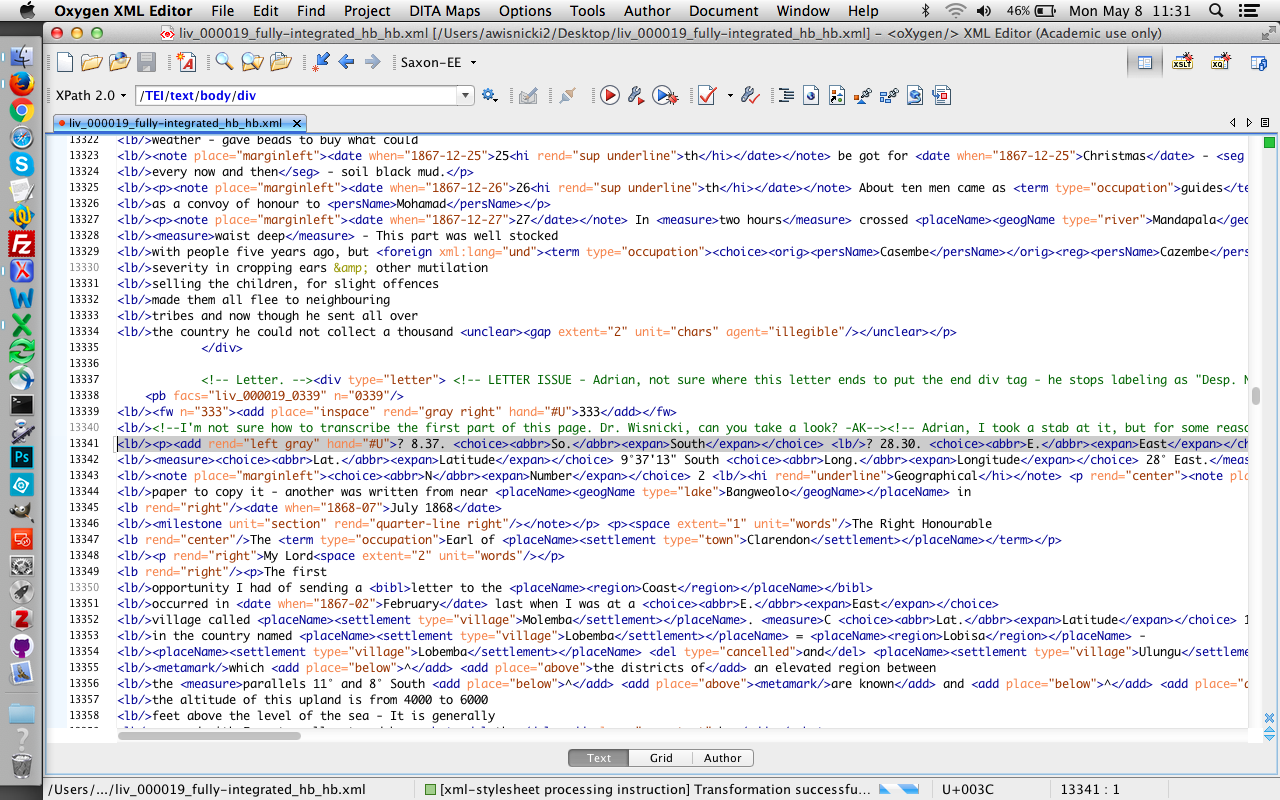 Oxygen XML Editor File Edit Find Project DITA Maps Options Tools Author Document Window Help 46% Mon May 8 11:31
liv_000019_fully-integrated_hb_hb.xml [/Users/awisnicki2/Desktop/liv_000019_fully-integrated_hb_hb.xml] - <oXygen/> XML Editor (Academic use only)
Saxon-EE
XPath 2.0 /TEI/text/body/div
liv_000019_fully-integrated_hb_hb.xml
13322 <lb/>weather - gave beads to buy what could
13323 <lb/><note place="marginleft"><date when="1867-12-25">25<hi rend="sup underline">th</hi></date></note> be got for <date when="1867-12-25">Christmas</date> - <seg
13324 <lb/>every now and then</seg> - soil black mud.</p>
13325 <lb/><p><note place="marginleft"><date when="1867-12-26">26<hi rend="sup underline">th</hi></date></note> About ten men came as <term type="occupation">guides</te
13326 <lb/>as a convoy of honour to <persName>Mohamad</persName></p>
13327 <lb/><p><note place="marginleft"><date when="1867-12-27">27</date></note> In <measure>two hours</measure> crossed <placeName><geogName type="river">Mandapala</geo
13328 <lb/><measure>waist deep</measure> - This part was well stocked
13329 <lb/>with people five years ago, but <foreign xml:lang="und"><term type="occupation"><choice><orig><persName>Casembe</persName></orig><reg><persName>Cazembe</pers
13330 <lb/>severity in cropping ears &amp; other mutilation
13331 <lb/>selling the children, for slight offences
13332 <lb/>made them all flee to neighbouring
13333 <lb/>tribes and now though he sent all over
13334 <lb/>the country he could not collect a thousand <unclear><gap extent="2" unit="chars" agent="illegible"/></unclear></p>
13335 </div>
13336
13337 <!-- Letter. --><div type="letter"> <!-- LETTER ISSUE - Adrian, not sure where this letter ends to put the end div tag - he stops labeling as "Desp. N
13338 <pb facs="liv_000019_0339" n="0339"/>
13339 <lb/><fw n="333"><add place="inspace" rend="gray right" hand="#U">333</add></fw>
13340 <lb/><!--I'm not sure how to transcribe the first part of this page. Dr. Wisnicki, can you take a look? -AK--><!-- Adrian, I took a stab at it, but for some reaso
13341 <lb/><p><add rend="left gray" hand="#U">? 8.37. <choice><abbr>So.</abbr><expan>South</expan></choice> <lb/>? 28.30. <choice><abbr>E.</abbr><expan>East</expan></ch
13342 <lb/><measure><choice><abbr>Lat.</abbr><expan>Latitude</expan></choice> 9°37'13" South <choice><abbr>Long.</abbr><expan>Longitude</expan></choice> 28° East.</meas
13343 <lb/><note place="marginleft"><choice><abbr>N</abbr><expan>Number</expan></choice> 2 <lb/><hi rend="underline">Geographical</hi></note> <p rend="center"><note pla
13344 <lb/>paper to copy it - another was written from near <placeName><geogName type="lake">Bangweolo</geogName></placeName> in
13345 <lb rend="right"/><date when="1868-07">July 1868</date>
13346 <lb/><milestone unit="section" rend="quarter-line right"/></note></p> <p><space extent="1" unit="words"/>The Right Honourable
13347 <lb rend="center"/>The <term type="occupation">Earl of <placeName><settlement type="town">Clarendon</settlement></placeName></term></p>
13348 <lb/><p rend="right">My Lord<space extent="2" unit="words"/></p>
13349 <lb rend="right"/><p>The first
13350 <lb/>opportunity I had of sending a <bibl>letter to the <placeName><region>Coast</region></placeName></bibl>
13351 <lb/>occurred in <date when="1867-02">February</date> last when I was at a <choice><abbr>E.</abbr><expan>East</expan></choice>
13352 <lb/>village called <placeName><settlement type="village">Molemba</settlement></placeName>. <measure>C <choice><abbr>Lat.</abbr><expan>Latitude</expan></choice> 1
13353 <lb/>in the country named <placeName><settlement type="village">Lobemba</settlement></placeName> = <placeName><region>Lobisa</region></placeName> -
13354 <lb/><placeName><settlement type="village">Lobemba</settlement></placeName> <del type="cancelled">and</del> <placeName><settlement type="village">Ulungu</settleme
13355 <lb/><metamark/>which <add place="below">^</add> <add place="above">the districts of</add> an elevated region between
13356 <lb/>the <measure>parallels 11° and 8° South <add place="below">^</add> <add place="above"><metamark/>are known</add> and <add place="below">^</add> <add place="a
13357 <lb/>the altitude of this upland is from 4000 to 6000
13358 <lb/>feet above the level of the sea - It is generally
Text Grid Author
/Users/.../liv_000019_fully-integrated_hb_hb.xml [xml-stylesheet processing instruction] Transformation successfu... U+003C 13341 : 1